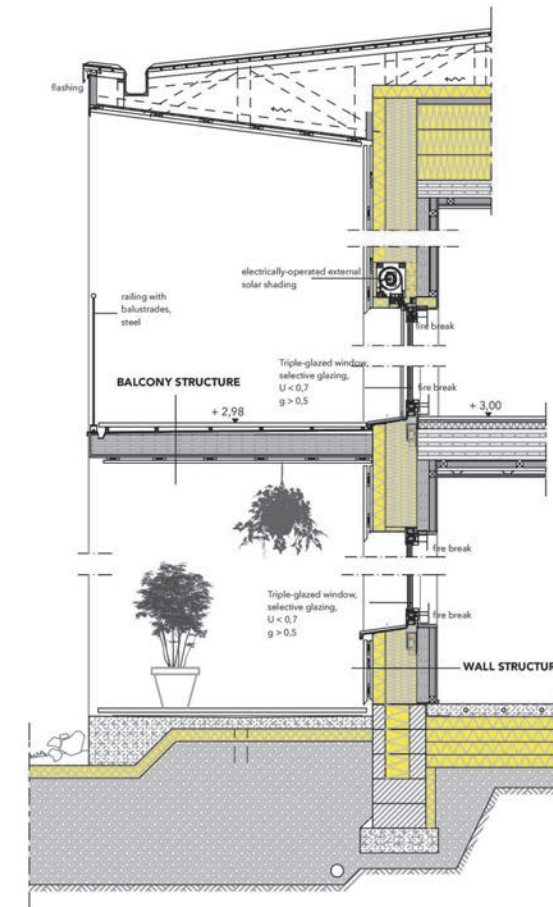 flashing
electrically-operated external
solar shading
railing with
balustrades,
steel
fire break
Triple-glazed window,
selective glazing,
U < 0,7
g > 0,5
fire break
BALCONY STRUCTURE
+ 2,98
+ 3,00
fire break
Triple-glazed window,
selective glazing,
U < 0,7
g > 0,5
fire break
WALL STRUCTUR